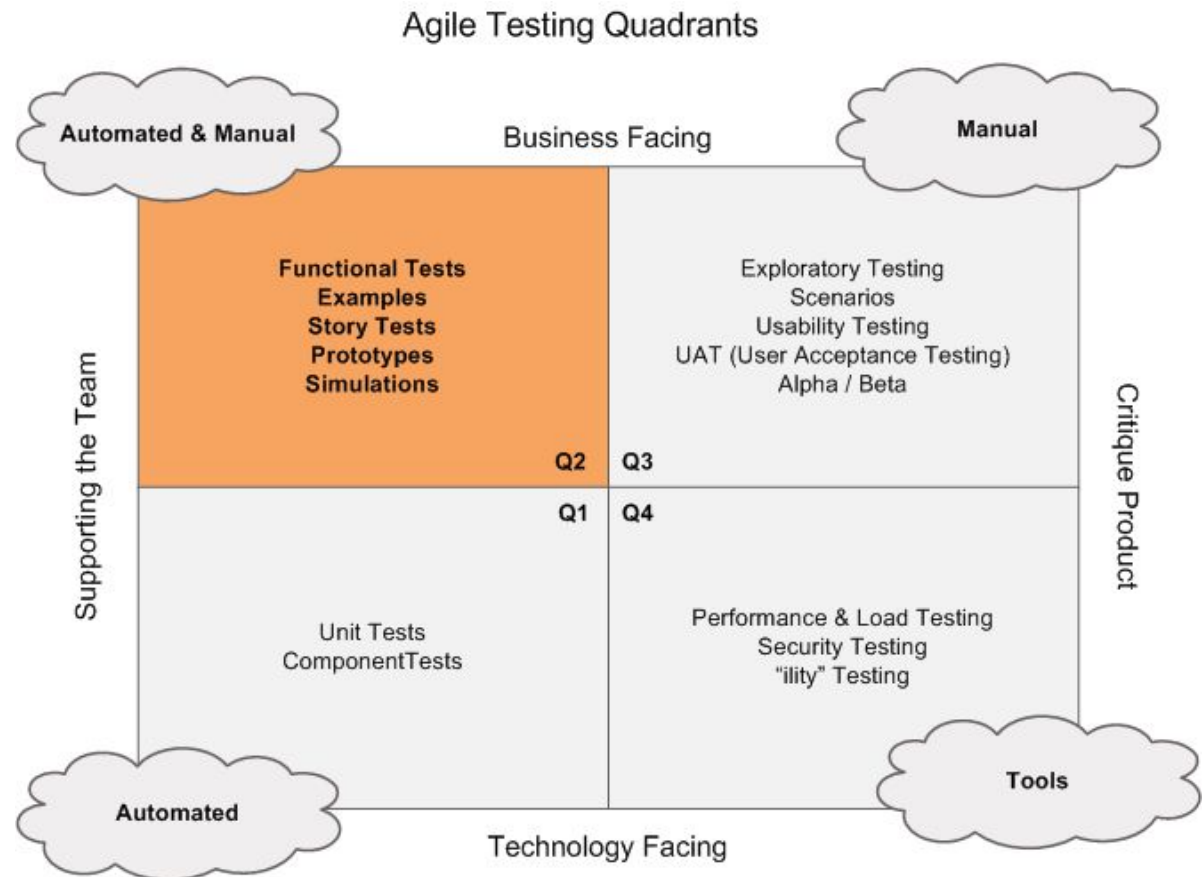 Agile Testing Quadrants
Automated & Manual
Business Facing
Manual
Functional Tests
Examples
Story Tests
Prototypes
Simulations
Q2
Exploratory Testing
Scenarios
Usability Testing
UAT (User Acceptance Testing)
Alpha / Beta
Q3
Supporting the Team
Critique Product
Q1
Unit Tests
ComponentTests
Q4
Performance & Load Testing
Security Testing
“ility” Testing
Automated
Tools
Technology Facing